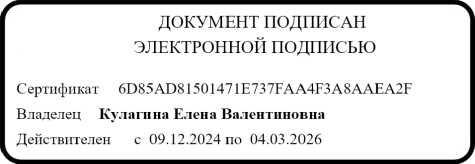 ДОКУМЕНТ ПОДПИСАН
ЭЛЕКТРОННОЙ ПОДПИСЬЮ
Сертификат 6D85AD81501471E737FAA4F3A8AAEA2F
Владелец Кулагина Елена Валентиновна
Действителен с 09.12.2024 по 04.03.2026